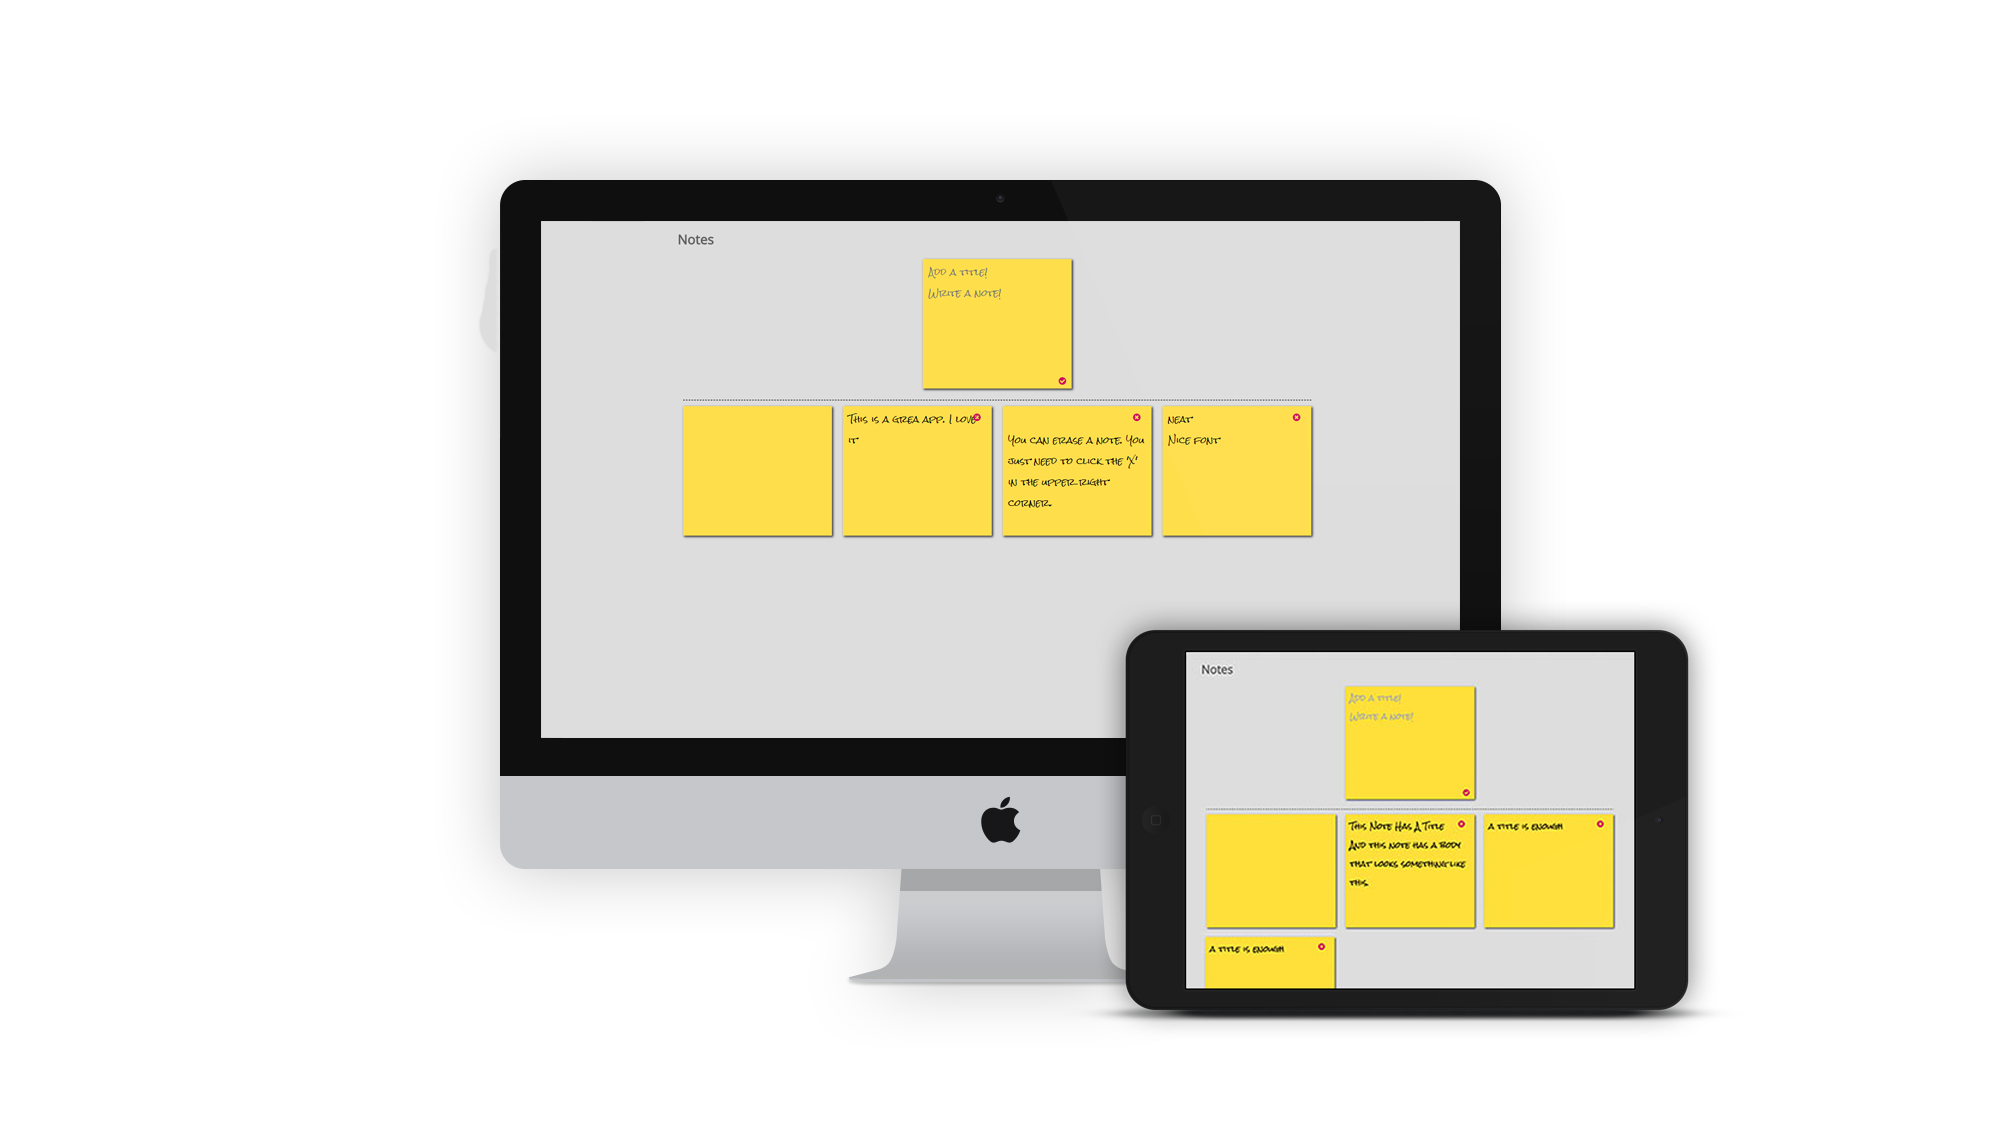 Notes
Add a title!
Write a note!
This is a grea app. I love
it
You can erase a note. You
just need to click the 'X'
in the upper right
corner.
neat
Nice font
Notes
Add a title!
Write a note!
This Note Has A Title
And this note has a body
that looks something like
this.
a title is enough
a title is enough